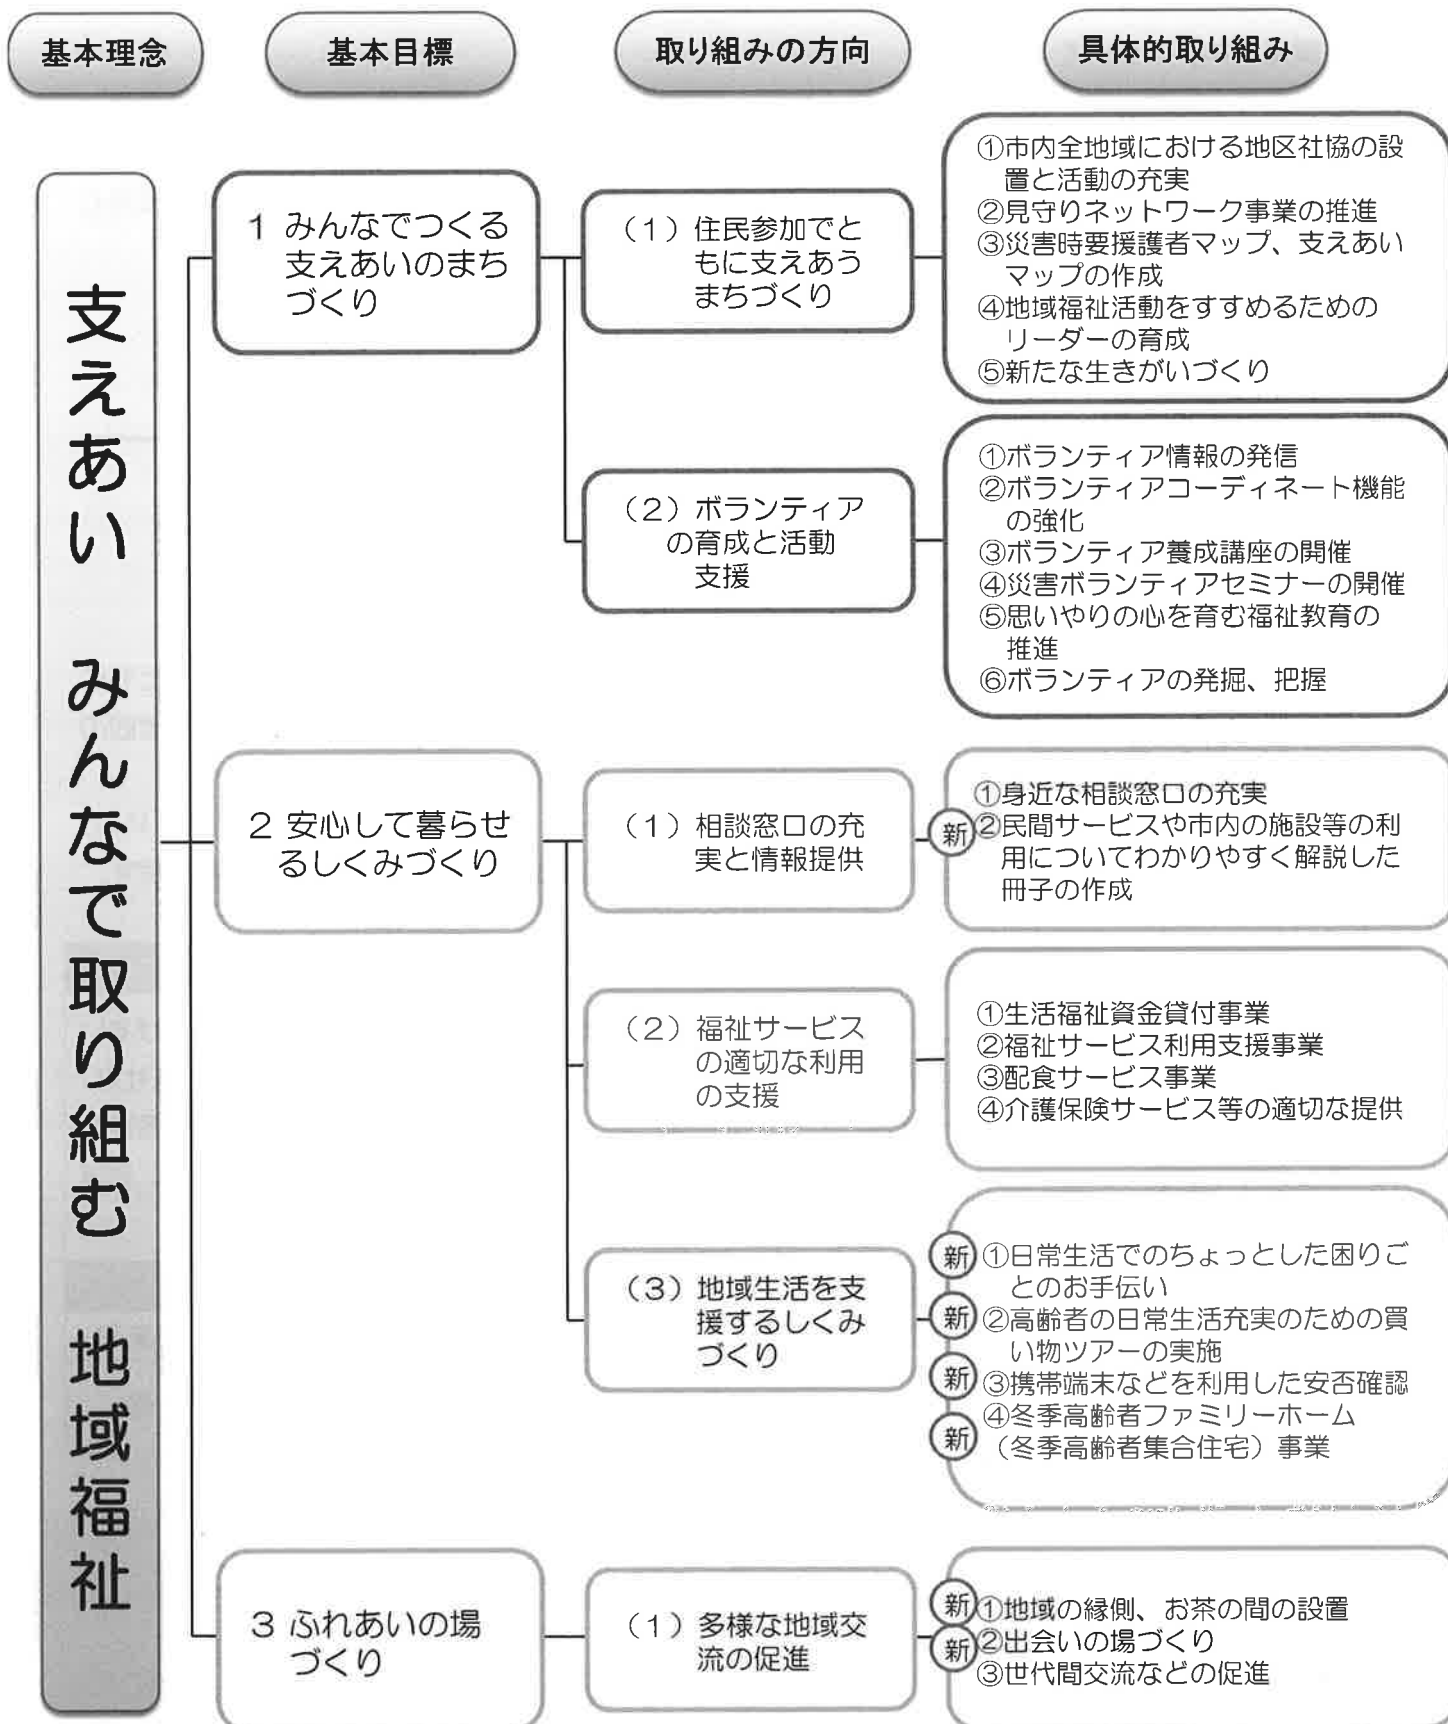 基本理念
基本目標
取り組みの方向
具体的取り組み
支えあい　みんなで取り組む　地域福祉
1 みんなでつくる
支えあいのまち
づくり
（1）住民参加でと
もに支えあう
まちづくり
①市内全地域における地区社協の設
置と活動の充実
②見守りネットワーク事業の推進
③災害時要援護者マップ、支えあい
マップの作成
④地域福祉活動をすすめるための
リーダーの育成
⑤新たな生きがいづくり
（2）ボランティア
の育成と活動
支援
①ボランティア情報の発信
②ボランティアコーディネート機能
の強化
③ボランティア養成講座の開催
④災害ボランティアセミナーの開催
⑤思いやりの心を育む福祉教育の
推進
⑥ボランティアの発掘、把握
2 安心して暮らせ
るしくみづくり
（1）相談窓口の充
実と情報提供
①身近な相談窓口の充実
新 ②民間サービスや市内の施設等の利
用についてわかりやすく解説した
冊子の作成
（2）福祉サービス
の適切な利用
の支援
①生活福祉資金貸付事業
②福祉サービス利用支援事業
③配食サービス事業
④介護保険サービス等の適切な提供
（3）地域生活を支
援するしくみ
づくり
新 ①日常生活でのちょっとした困りご
とのお手伝い
新 ②高齢者の日常生活充実のための買
い物ツアーの実施
新 ③携帯端末などを利用した安否確認
新 ④冬季高齢者ファミリーホーム
（冬季高齢者集合住宅）事業
3 ふれあいの場
づくり
（1）多様な地域交
流の促進
新 ①地域の縁側、お茶の間の設置
新 ②出会いの場づくり
③世代間交流などの促進